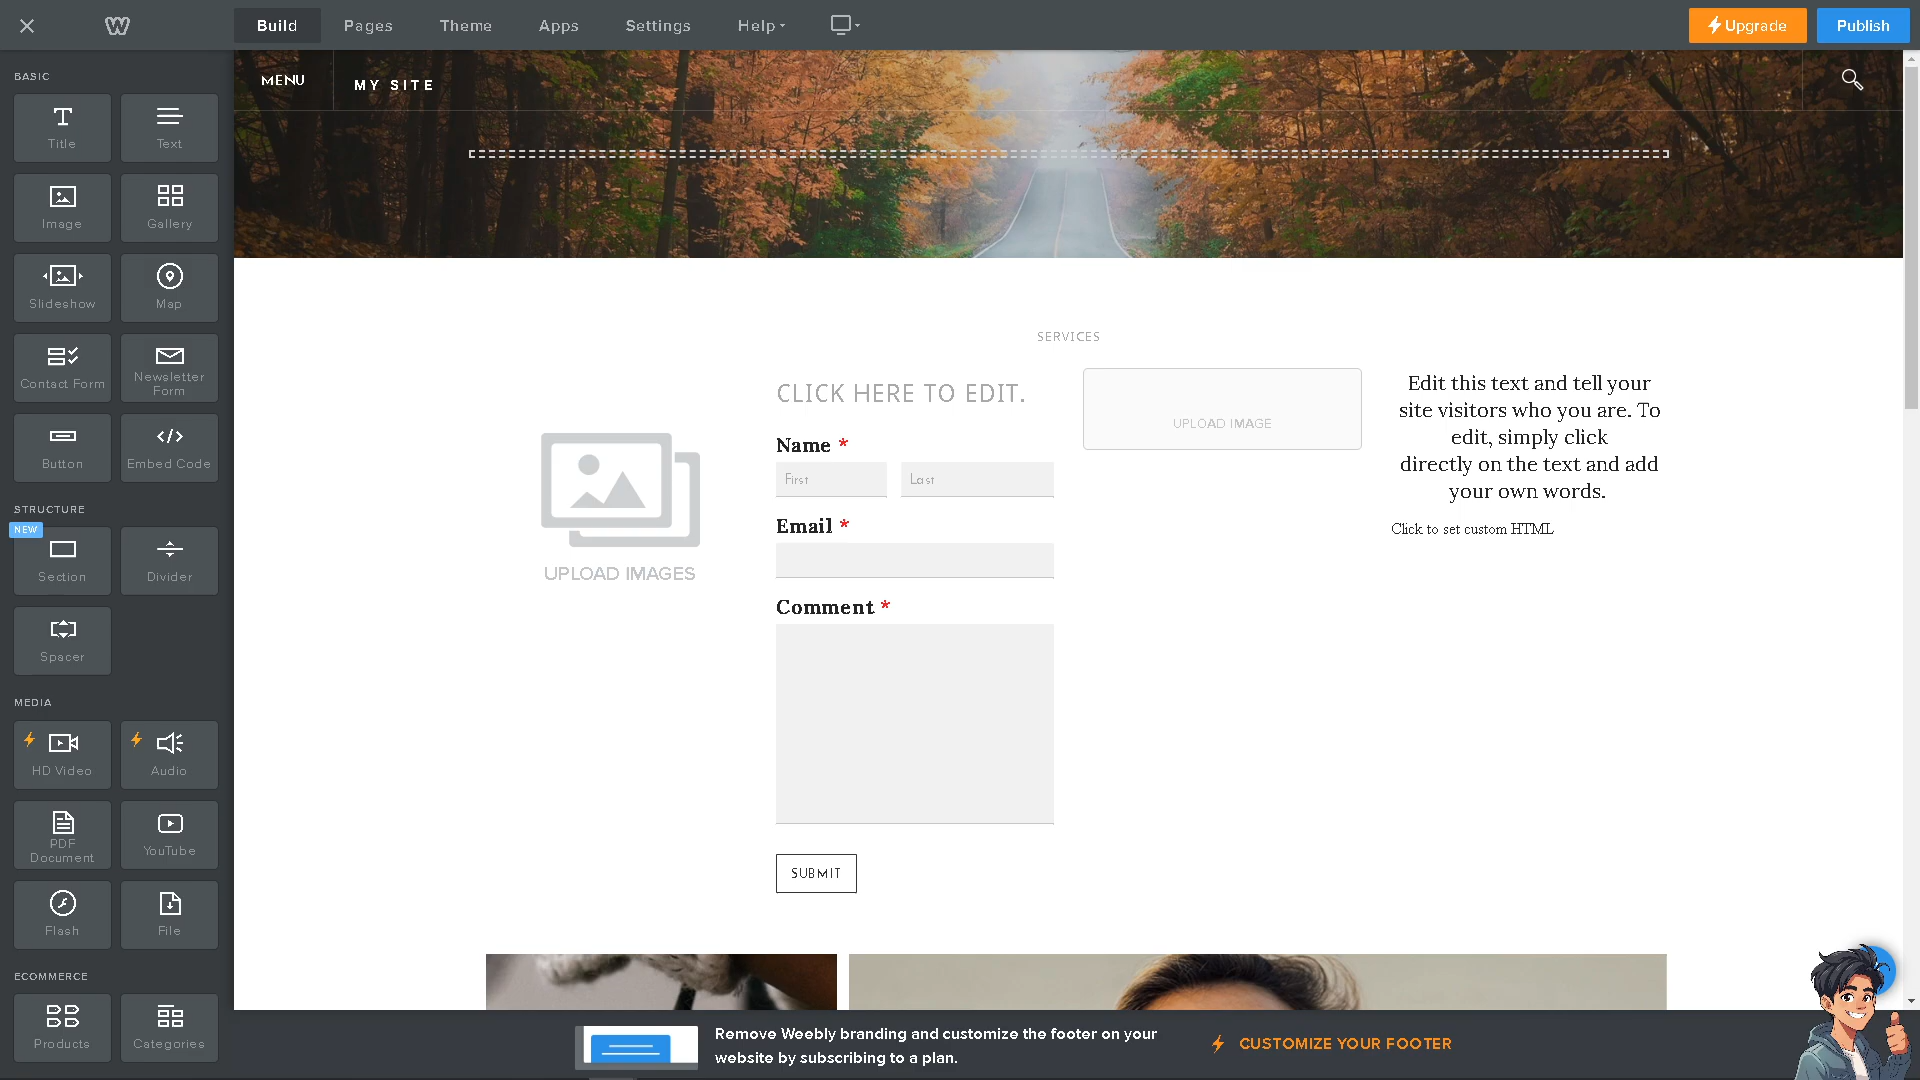 Build
Pages
Theme
Apps
Settings
Help
Upgrade
Publish
BASIC
Title
Text
Image
Gallery
Slideshow
Map
Contact Form
Newsletter
Form
Button
Embed Code
STRUCTURE
NEW
Section
Divider
Spacer
MEDIA
HD Video
Audio
PDF
Document
YouTube
Flash
File
ECOMMERCE
Products
Categories
MENU
MY SITE
SERVICES
UPLOAD IMAGES
CLICK HERE TO EDIT.
Name *
First
Last
Email *
Comment *
SUBMIT
UPLOAD IMAGE
Edit this text and tell your
site visitors who you are. To
edit, simply click
directly on the text and add
your own words.
Click to set custom HTML
Remove Weebly branding and customize the footer on your
website by subscribing to a plan.
CUSTOMIZE YOUR FOOTER